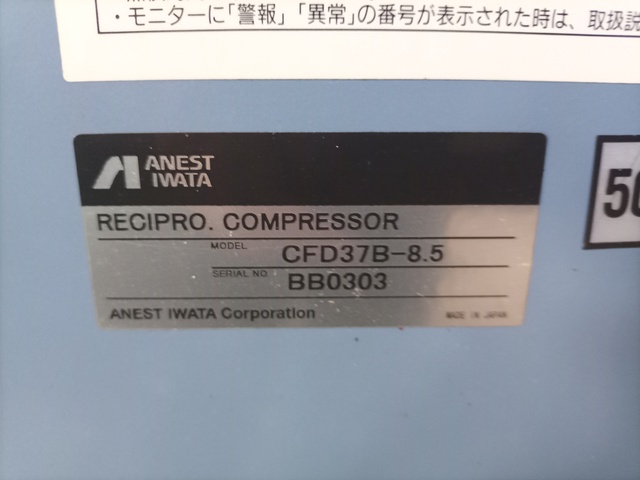 ・モニターに「警報」「異常」の番号が表示された時は、取扱説
ANEST
IWATA
50
RECIPRO. COMPRESSOR
MODEL CFD37B-8.5
SERIAL NO. BB0303
ANEST IWATA Corporation MADE IN JAPAN